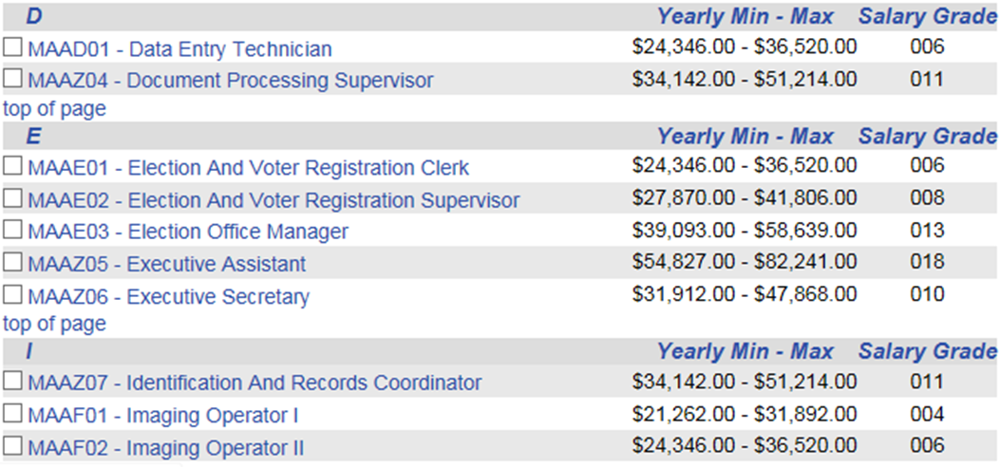 D Yearly Min - Max Salary Grade
MAAD01 - Data Entry Technician $24,346.00 - $36,520.00 006
MAAZ04 - Document Processing Supervisor $34,142.00 - $51,214.00 011
top of page
E Yearly Min - Max Salary Grade
MAAE01 - Election And Voter Registration Clerk $24,346.00 - $36,520.00 006
MAAE02 - Election And Voter Registration Supervisor $27,870.00 - $41,806.00 008
MAAE03 - Election Office Manager $39,093.00 - $58,639.00 013
MAAZ05 - Executive Assistant $54,827.00 - $82,241.00 018
MAAZ06 - Executive Secretary $31,912.00 - $47,868.00 010
top of page
I Yearly Min - Max Salary Grade
MAAZ07 - Identification And Records Coordinator $34,142.00 - $51,214.00 011
MAAF01 - Imaging Operator I $21,262.00 - $31,892.00 004
MAAF02 - Imaging Operator II $24,346.00 - $36,520.00 006